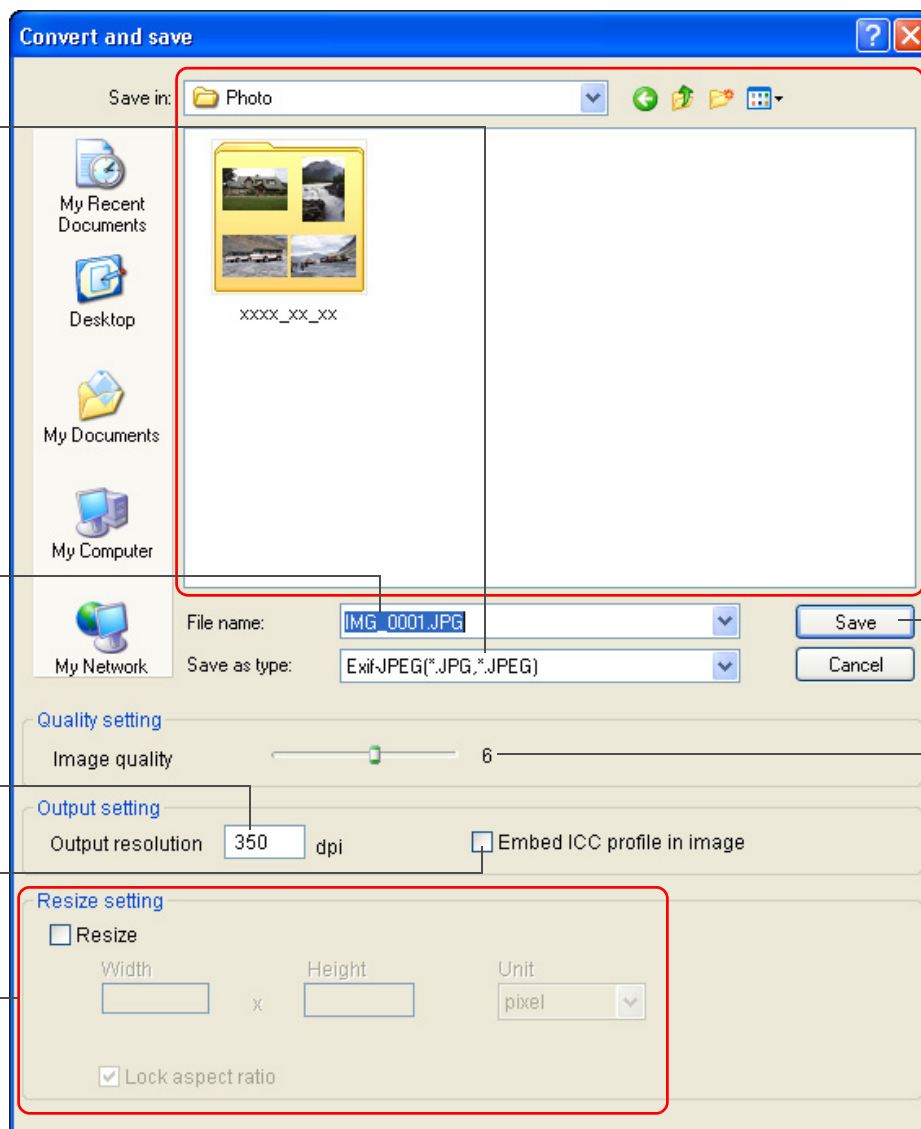 Convert and save
Save in: Photo
My Recent
Documents
Desktop
My Documents
My Computer
My Network
xxxx_xx_xx
File name: IMG_0001.JPG Save
Save as type: Exif-JPEG(*.JPG,*.JPEG) Cancel
Quality setting
Image quality 6
Output setting
Output resolution 350 dpi Embed ICC profile in image
Resize setting
Resize
Width Height Unit
x pixel
Lock aspect ratio